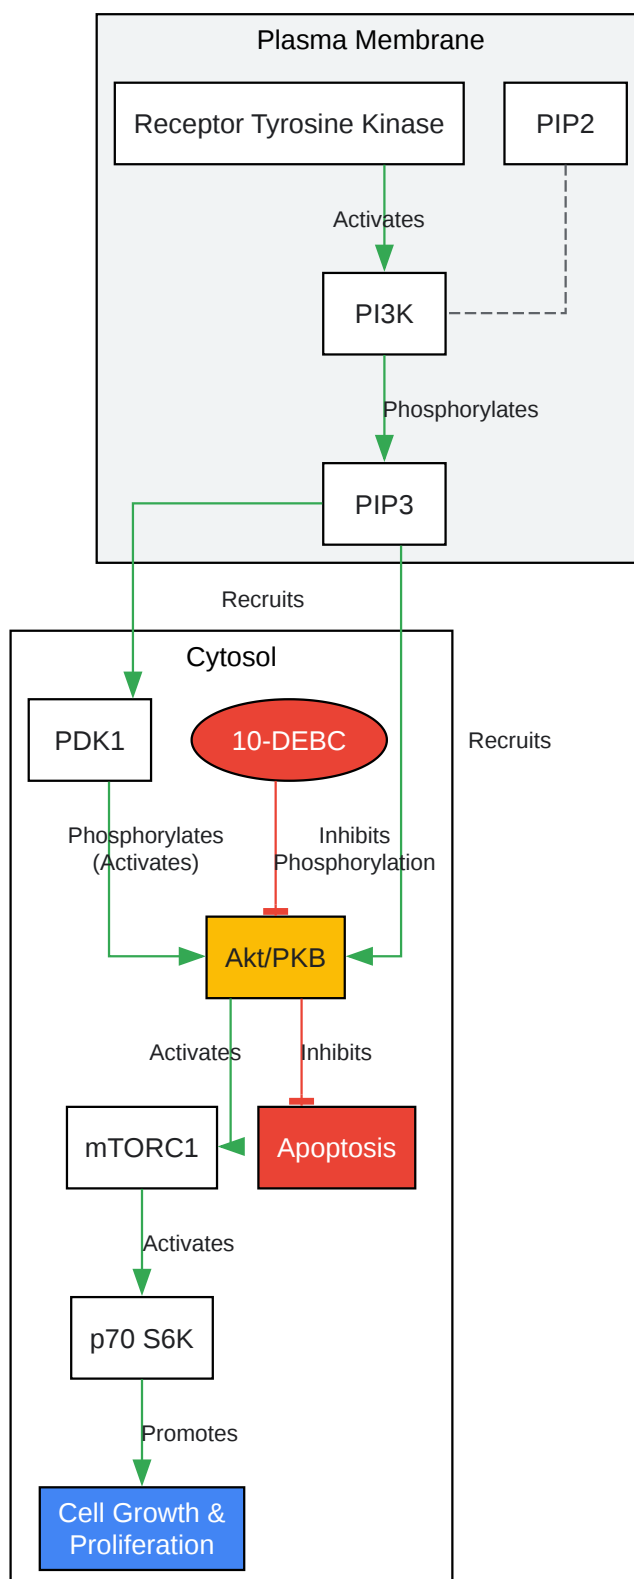 Plasma Membrane
Receptor Tyrosine Kinase
PIP2
Activates
PI3K
Phosphorylates
PIP3
Recruits
Cytosol
PDK1
10-DEBC
Recruits
Phosphorylates
(Activates)
Inhibits
Phosphorylation
Akt/PKB
Activates
Inhibits
mTORC1
Apoptosis
Activates
p70 S6K
Promotes
Cell Growth &
Proliferation